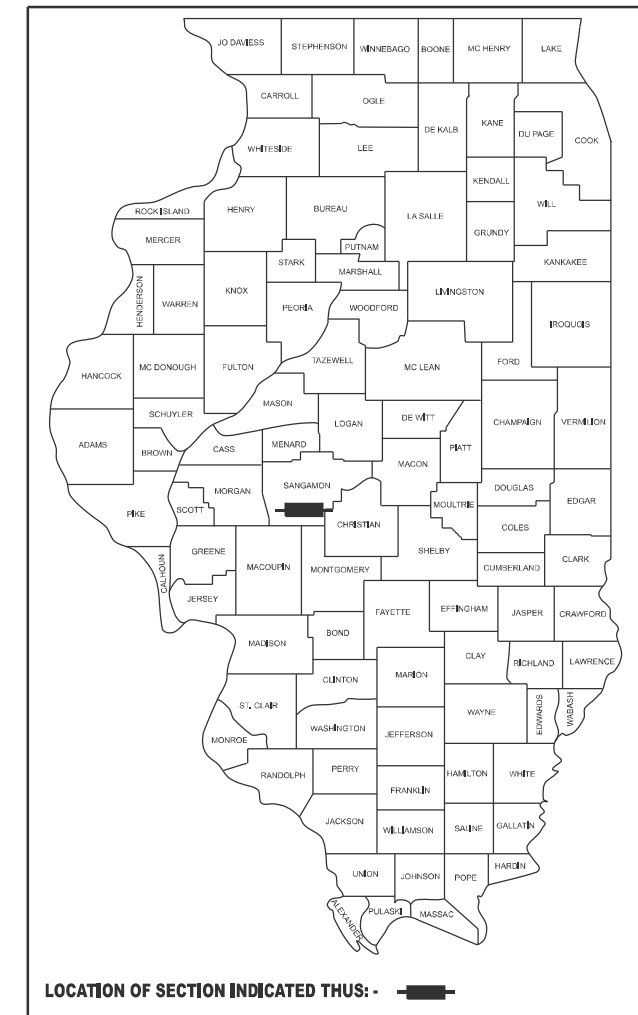 JO DAVIESS
STEPHENSON
WINNEBAGO
BOONE
MC HENRY
LAKE
CARROLL
OGLE
DE KALB
KANE
DU PAGE
COOK
WHITESIDE
LEE
KENDALL
WILL
ROCK ISLAND
HENRY
BUREAU
LA SALLE
GRUNDY
MERCER
PUTNAM
STARK
MARSHALL
KANKAKEE
HENDERSON
WARREN
KNOX
PEORIA
WOODFORD
LIVINGSTON
IROQUOIS
HANCOCK
MC DONOUGH
FULTON
TAZEWELL
MC LEAN
FORD
MASON
SCHUYLER
LOGAN
DE WITT
CHAMPAIGN
VERMILION
ADAMS
BROWN
CASS
MENARD
MACON
PIATT
SANGAMON
MORGAN
DOUGLAS
EDGAR
PIKE
SCOTT
CHRISTIAN
MOULTRIE
COLES
GREENE
MACOUPIN
MONTGOMERY
SHELBY
CUMBERLAND
CLARK
CALHOUN
JERSEY
FAYETTE
EFFINGHAM
JASPER
CRAWFORD
MADISON
BOND
CLAY
RICHLAND
LAWRENCE
CLINTON
MARION
ST. CLAIR
WAYNE
EDWARDS
WABASH
MONROE
WASHINGTON
JEFFERSON
RANDOLPH
PERRY
HAMILTON
WHITE
FRANKLIN
JACKSON
WILLIAMSON
SALINE
GALLATIN
UNION
JOHNSON
POPE
HARDIN
ALEXANDER
PULASKI
MASSAC
LOCATION OF SECTION INDICATED THUS: -